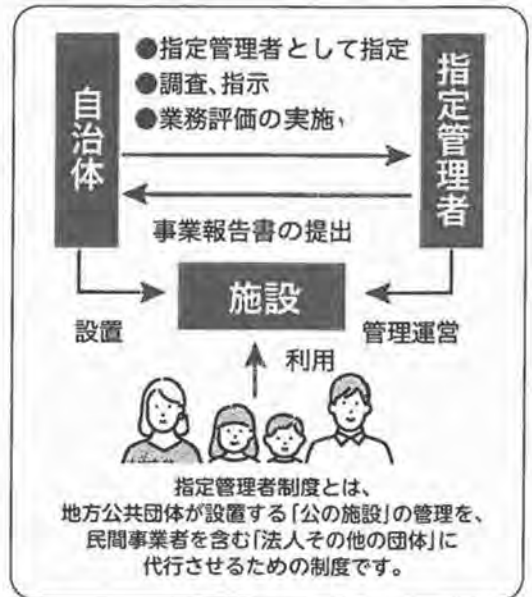 ●指定管理者として指定
●調査、指示
●業務評価の実施
自治体
指定管理者
事業報告書の提出
施設
設置
管理運営
利用
指定管理者制度とは、
地方公共団体が設置する「公の施設」の管理を、
民間事業者を含む「法人その他の団体」に
代行させるための制度です。